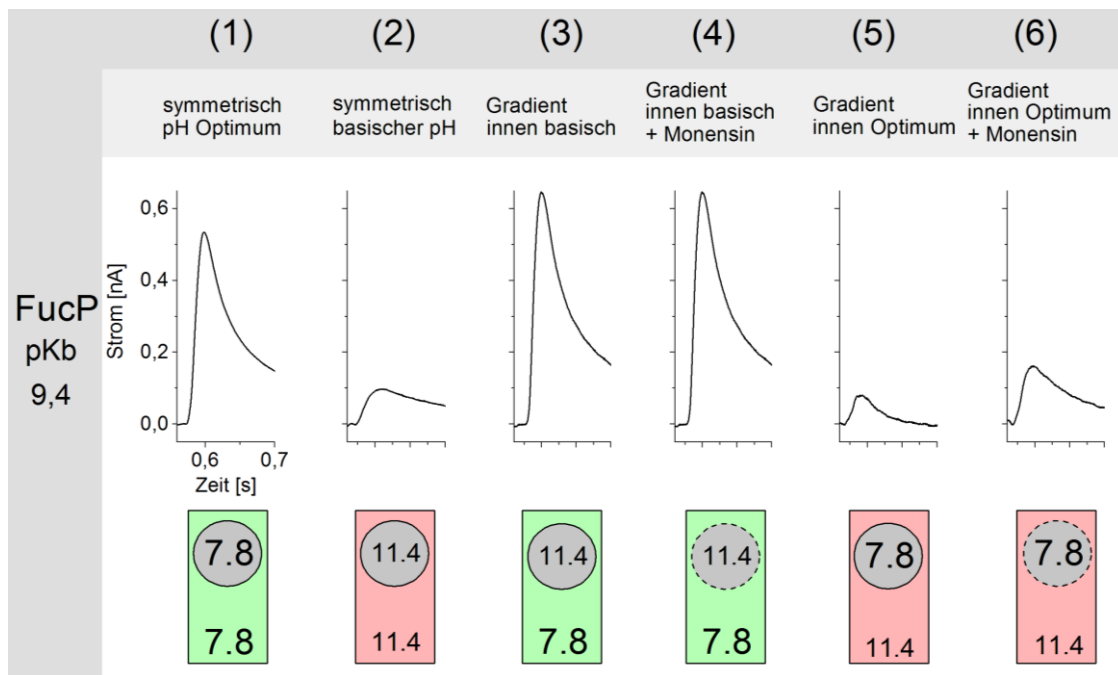 (1) (2) (3) (4) (5) (6)
symmetrisch
pH Optimum
symmetrisch
basischer pH
Gradient
innen basisch
Gradient
innen basisch
+ Monensin
Gradient
innen Optimum
Gradient
innen Optimum
+ Monensin
FucP
pKb
9,4
Strom [nA]
0,6
0,4
0,2
0,0
0,6 0,7
Zeit [s]
7.8 11.4 11.4 11.4 7.8 7.8
7.8 11.4 7.8 7.8 11.4 11.4